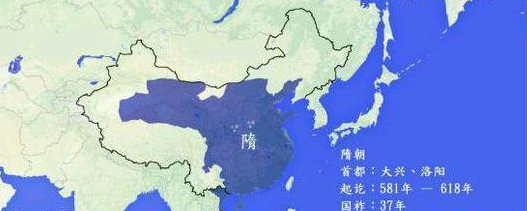 隋
隋朝
首都：大兴、洛阳
起讫：581年 — 618年
国祚：37年